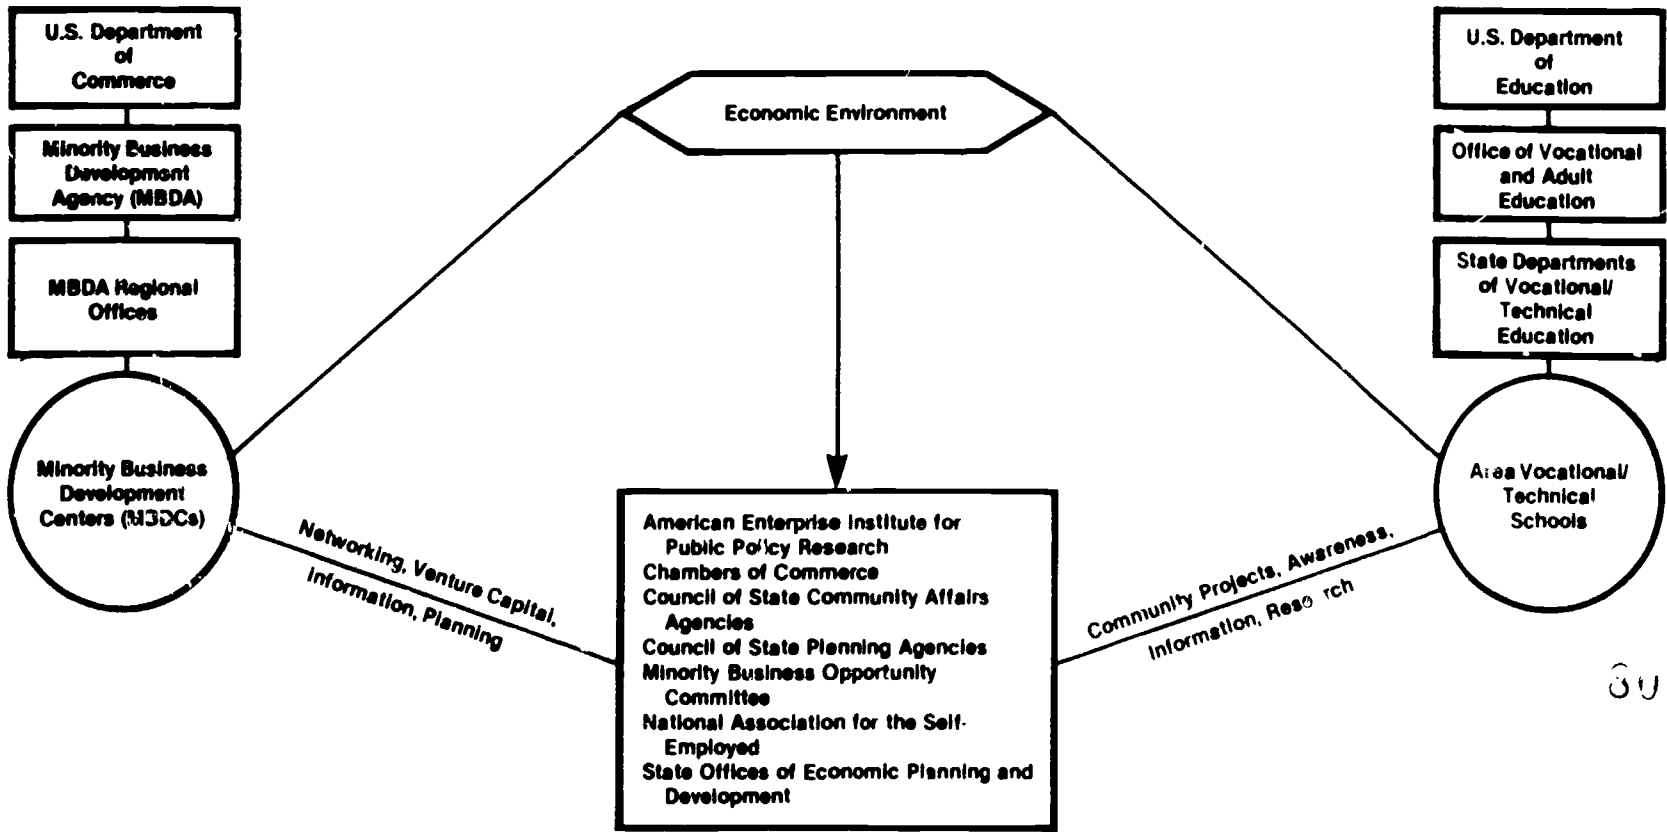 U.S. Department
of
Commerce
Minority Business
Development
Agency (MBDA)
MBDA Regional
Offices
Minority Business
Development
Centers (MBDCs)
Economic Environment
U.S. Department
of
Education
Office of Vocational
and Adult
Education
State Departments
of Vocational/
Technical
Education
Area Vocational/
Technical
Schools
Networking, Venture Capital,
Information, Planning
American Enterprise Institute for
Public Policy Research
Chambers of Commerce
Council of State Community Affairs
Agencies
Council of State Planning Agencies
Minority Business Opportunity
Committee
National Association for the Self-
Employed
State Offices of Economic Planning and
Development
Community Projects, Awareness,
Information, Research